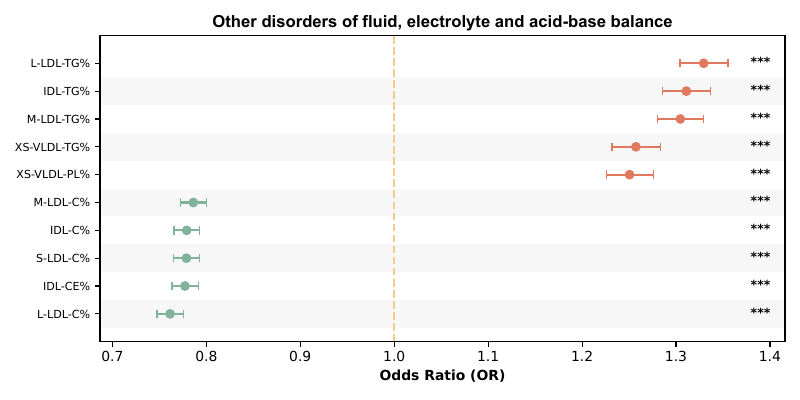 Other disorders of fluid, electrolyte and acid-base balance
L-LDL-TG% ***
IDL-TG% ***
M-LDL-TG% ***
XS-VLDL-TG% ***
XS-VLDL-PL% ***
M-LDL-C% ***
IDL-C% ***
S-LDL-C% ***
IDL-CE% ***
L-LDL-C% ***
0.7 0.8 0.9 1.0 1.1 1.2 1.3 1.4
Odds Ratio (OR)